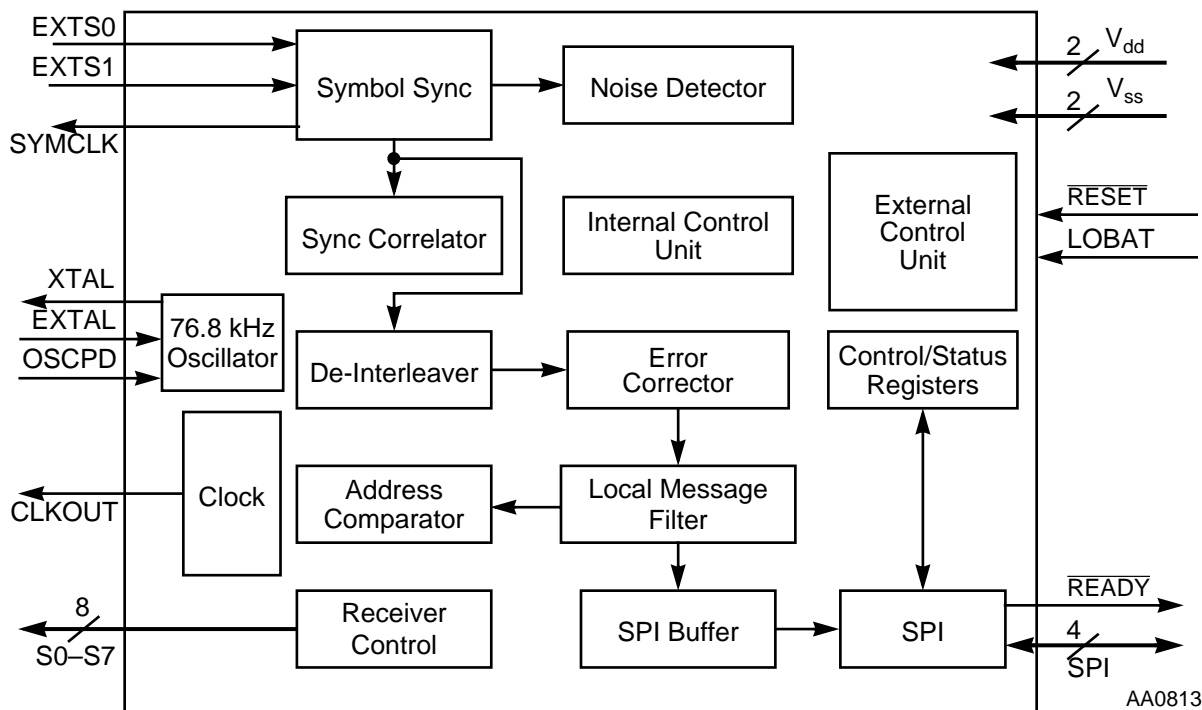 EXTS0
EXTS1
SYMCLK
Symbol Sync
Noise Detector
2
Vdd
2
Vss
Sync Correlator
Internal Control
Unit
External
Control
Unit
RESET
LOBAT
XTAL
EXTAL
OSCPD
76.8 kHz
Oscillator
De-Interleaver
Error
Corrector
Control/Status
Registers
CLKOUT
Clock
Address
Comparator
Local Message
Filter
8
S0–S7
Receiver
Control
SPI Buffer
SPI
READY
4
SPI
AA0813